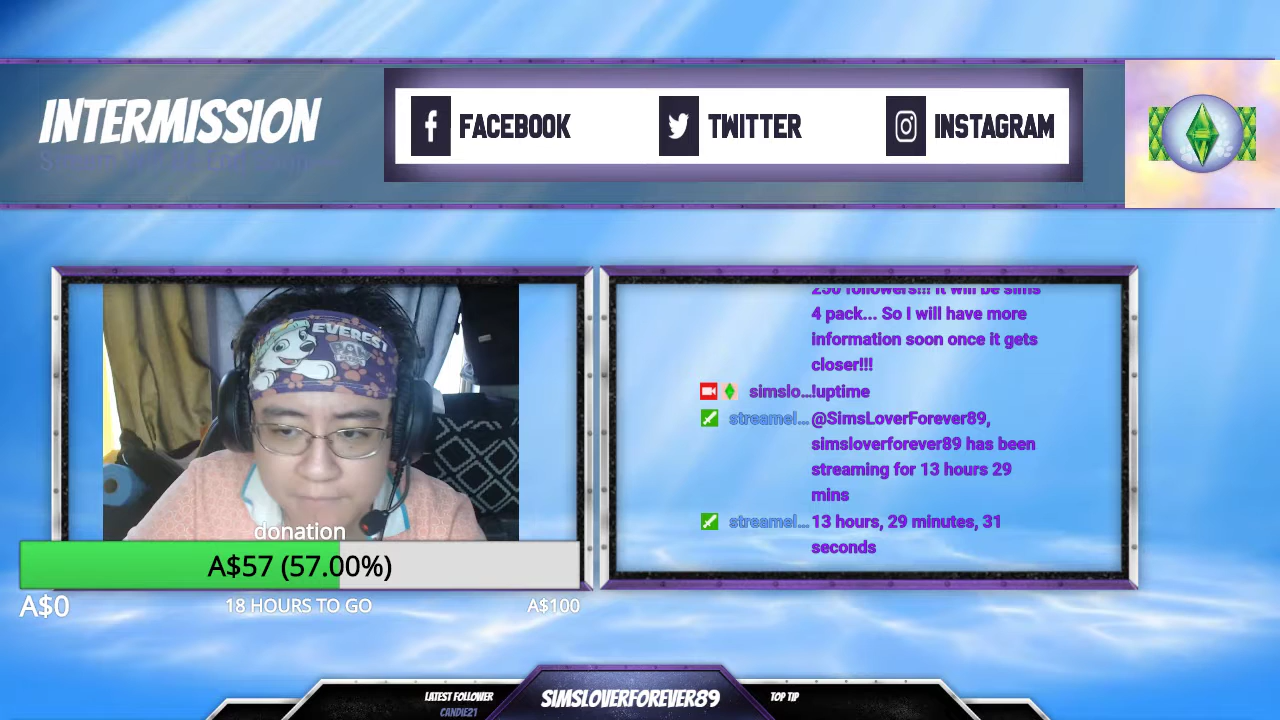 INTERMISSION
FACEBOOK
TWITTER
INSTAGRAM
EVEREST
4 pack... So I will have more
information soon once it gets
closer!!!
simslo... !uptime
streamel... @SimsLoverForever89,
simsloverforever89 has been
streaming for 13 hours 29
mins
streamel... 13 hours, 29 minutes, 31
seconds
donation
A$57 (57.00%)
A$0
18 HOURS TO GO
A$100
LATEST FOLLOWER
CANDIE21
SIMSLOVERFOREVER89
TOP TIP